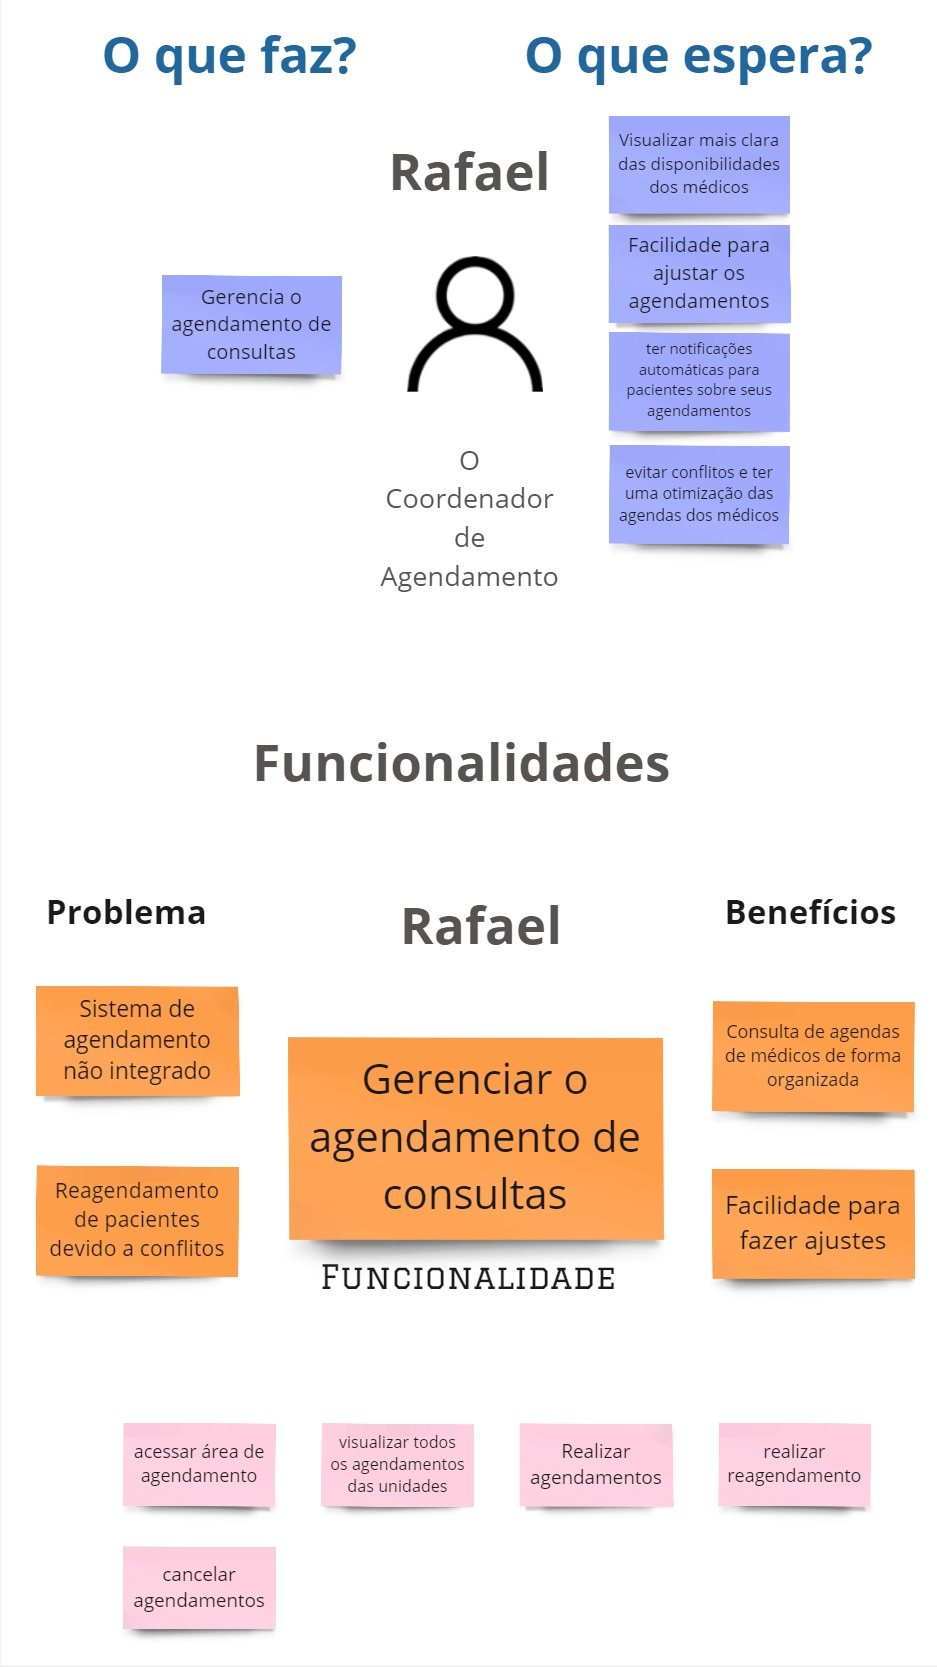 O que faz?
O que espera?
Rafael
Gerencia o
agendamento de
consultas
O
Coordenador
de
Agendamento
Visualizar mais clara
das disponibilidades
dos médicos
Facilidade para
ajustar os
agendamentos
ter notificações
automáticas para
pacientes sobre seus
agendamentos
evitar conflitos e ter
uma otimização das
agendas dos médicos
Funcionalidades
Problema
Rafael
Benefícios
Sistema de
agendamento
não integrado
Reagendamento
de pacientes
devido a conflitos
Gerenciar o
agendamento de
consultas
Funcionalidade
Consulta de agendas
de médicos de forma
organizada
Facilidade para
fazer ajustes
acessar área de
agendamento
visualizar todos
os agendamentos
das unidades
Realizar
agendamentos
realizar
reagendamento
cancelar
agendamentos